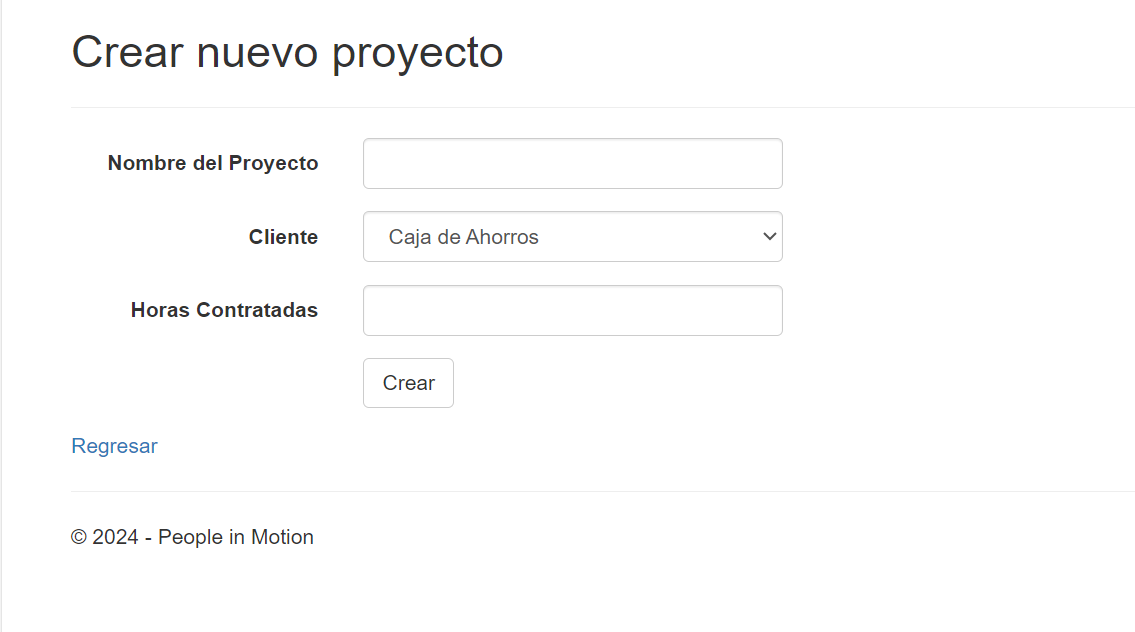 Crear nuevo proyecto
Nombre del Proyecto
Cliente
Caja de Ahorros
Horas Contratadas
Crear
Regresar
© 2024 - People in Motion